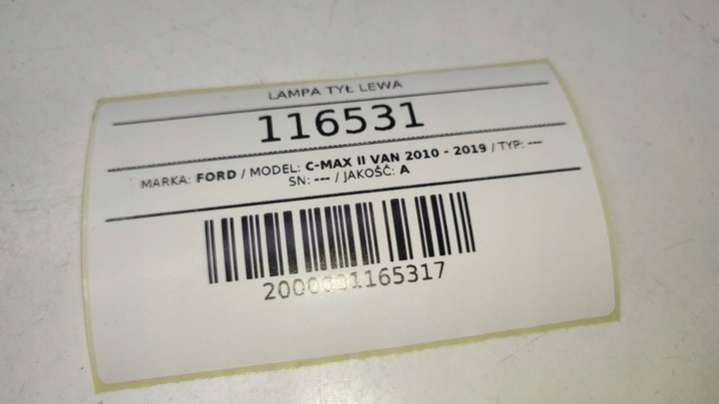 LAMPA TYŁ LEWA
116531
MARKA: FORD / MODEL: C-MAX II VAN 2010 - 2019 / TYP: ---
SN: --- / JAKOŚĆ: A
2000001165317